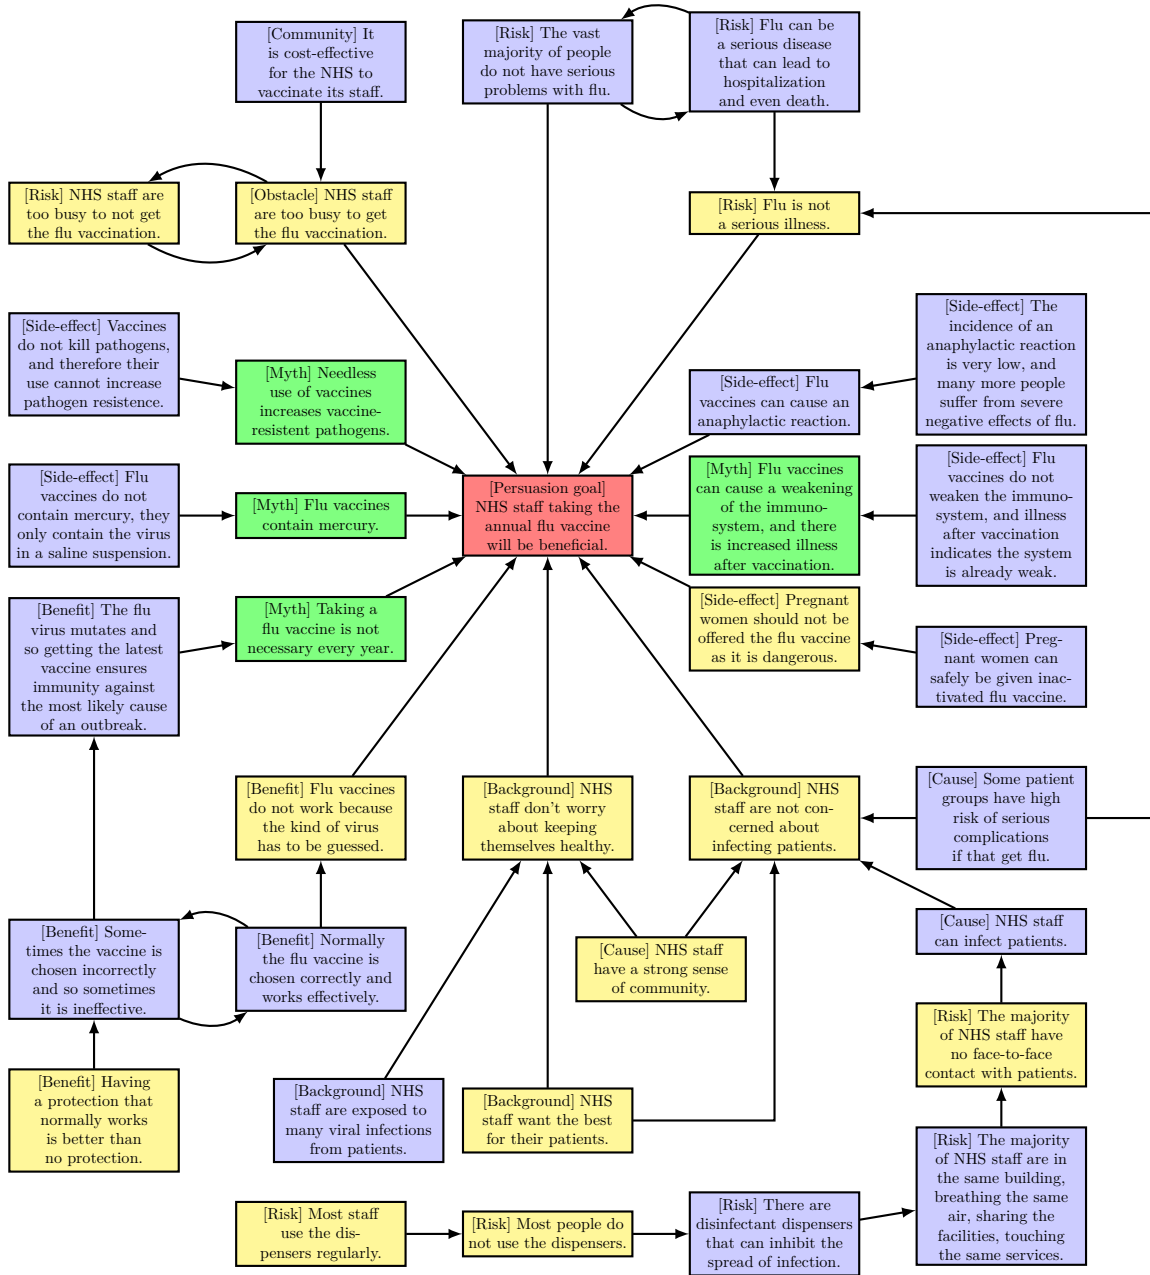 [Community] It
is cost-effective
for the NHS to
vaccinate its staff.
[Risk] The vast
majority of people
do not have serious
problems with flu.
[Risk] Flu can be
a serious disease
that can lead to
hospitalization
and even death.
[Risk] NHS staff are
too busy to not get
the flu vaccination.
[Obstacle] NHS staff
are too busy to get
the flu vaccination.
[Risk] Flu is not
a serious illness.
[Side-effect] Vaccines
do not kill pathogens,
and therefore their
use cannot increase
pathogen resistence.
[Myth] Needless
use of vaccines
increases vaccine-
resistent pathogens.
[Side-effect] Flu
vaccines can cause an
anaphylactic reaction.
[Side-effect] The
incidence of an
anaphylactic reaction
is very low, and
many more people
suffer from severe
negative effects of flu.
[Side-effect] Flu
vaccines do not
contain mercury, they
only contain the virus
in a saline suspension.
[Myth] Flu vaccines
contain mercury.
[Persuasion goal]
NHS staff taking the
annual flu vaccine
will be beneficial.
[Myth] Flu vaccines
can cause a weakening
of the immuno-
system, and there
is increased illness
after vaccination.
[Side-effect] Flu
vaccines do not
weaken the immuno-
system, and illness
after vaccination
indicates the system
is already weak.
[Benefit] The flu
virus mutates and
so getting the latest
vaccine ensures
immunity against
the most likely cause
of an outbreak.
[Myth] Taking a
flu vaccine is not
necessary every year.
[Side-effect] Pregnant
women should not be
offered the flu vaccine
as it is dangerous.
[Side-effect] Preg-
nant women can
safely be given inac-
tivated flu vaccine.
[Benefit] Flu vaccines
do not work because
the kind of virus
has to be guessed.
[Background] NHS
staff don't worry
about keeping
themselves healthy.
[Background] NHS
staff are not con-
cerned about
infecting patients.
[Cause] Some patient
groups have high
risk of serious
complications
if that get flu.
[Benefit] Some-
times the vaccine is
chosen incorrectly
and so sometimes
it is ineffective.
[Benefit] Normally
the flu vaccine is
chosen correctly and
works effectively.
[Cause] NHS staff
have a strong sense
of community.
[Cause] NHS staff
can infect patients.
[Risk] The majority
of NHS staff have
no face-to-face
contact with patients.
[Benefit] Having
a protection that
normally works
is better than
no protection.
[Background] NHS
staff are exposed to
many viral infections
from patients.
[Background] NHS
staff want the best
for their patients.
[Risk] The majority
of NHS staff are in
the same building,
breathing the same
air, sharing the
facilities, touching
the same services.
[Risk] Most staff
use the dis-
pensers regularly.
[Risk] Most people do
not use the dispensers.
[Risk] There are
disinfectant dispensers
that can inhibit the
spread of infection.